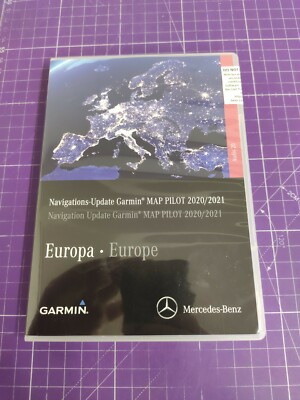 Navigations-Update Garmin® MAP PILOT 2020/2021
Navigation Update Garmin® MAP PILOT 2020/2021
Europa · Europe
GARMIN.
Mercedes-Benz